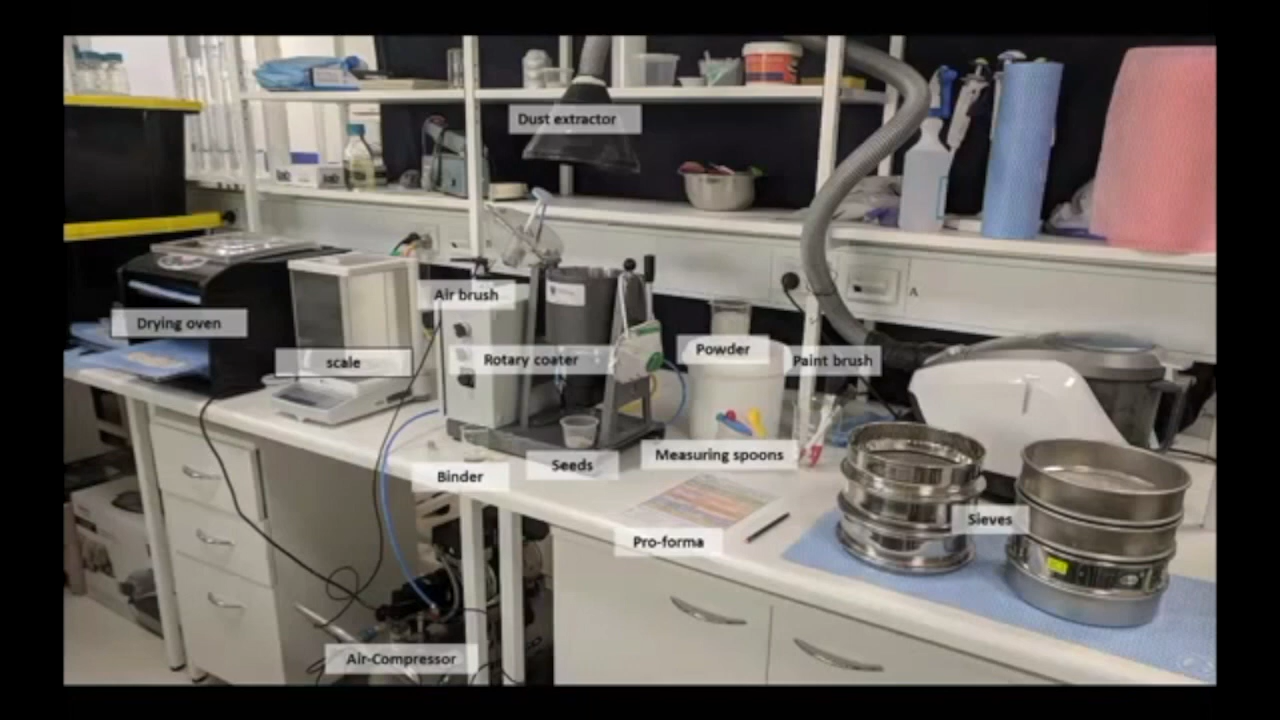 Dust extractor
Air brush
Drying oven
scale
Rotary coater
Powder
Paint brush
Measuring spoons
Seeds
Binder
Sieves
Pro-forma
Air-Compressor
A